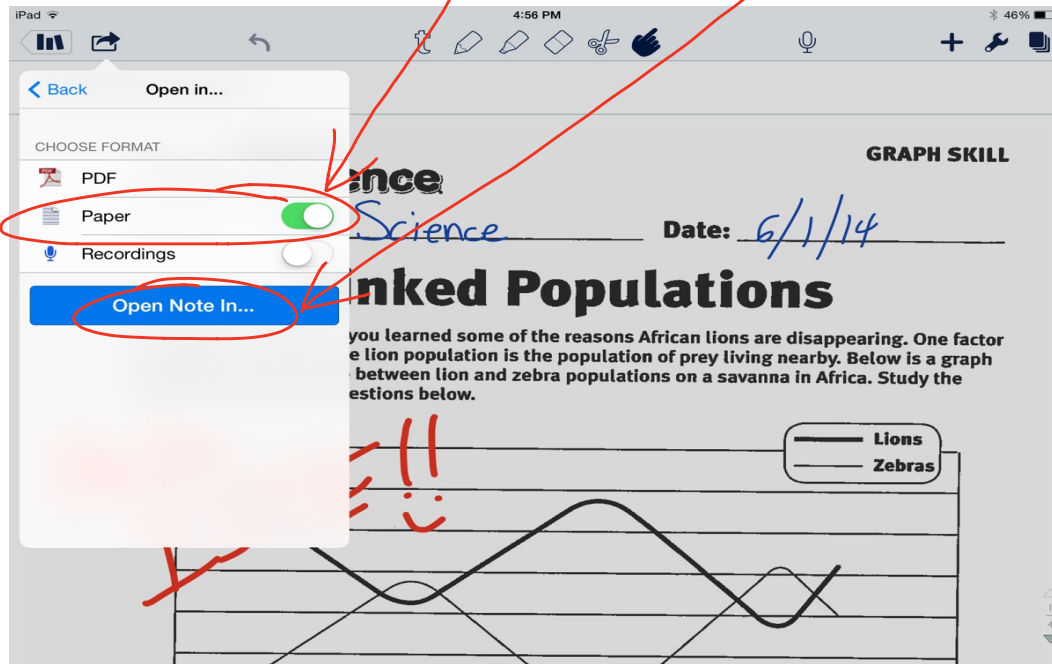 iPad 4:56 PM 46%
t
Back Open in...
CHOOSE FORMAT
PDF
Paper
Recordings
Open Note In...
GRAPH SKILL
ence
Science Date: 6/1/14
nked Populations
you learned some of the reasons African lions are disappearing. One factor
e lion population is the population of prey living nearby. Below is a graph
between lion and zebra populations on a savanna in Africa. Study the
estions below.
!!
Lions
Zebras